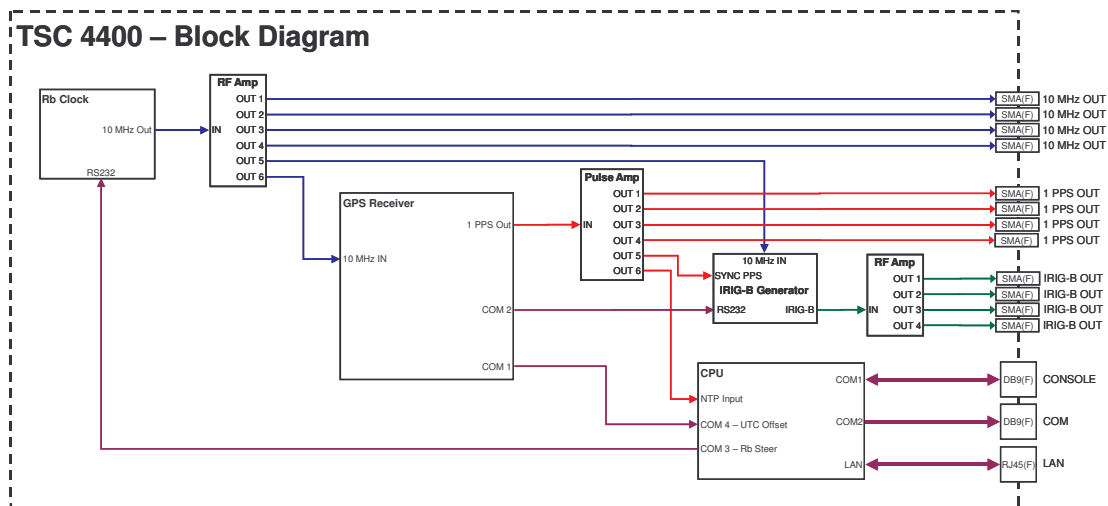 TSC 4400 – Block Diagram
Rb Clock
10 MHz Out
RS232
RF Amp
IN
OUT 1
OUT 2
OUT 3
OUT 4
OUT 5
OUT 6
GPS Receiver
1 PPS Out
10 MHz IN
COM 2
COM 1
Pulse Amp
IN
OUT 1
OUT 2
OUT 3
OUT 4
OUT 5
OUT 6
10 MHz IN
SYNC PPS
IRIG-B Generator
RS232 IRIG-B
RF Amp
IN
OUT 1
OUT 2
OUT 3
OUT 4
CPU
COM1
NTP Input
COM 4 – UTC Offset
COM2
COM 3 – Rb Steer
LAN
SMA(F) 10 MHz OUT
SMA(F) 10 MHz OUT
SMA(F) 10 MHz OUT
SMA(F) 10 MHz OUT
SMA(F) 1 PPS OUT
SMA(F) 1 PPS OUT
SMA(F) 1 PPS OUT
SMA(F) 1 PPS OUT
SMA(F) IRIG-B OUT
SMA(F) IRIG-B OUT
SMA(F) IRIG-B OUT
SMA(F) IRIG-B OUT
DB9(F) CONSOLE
DB9(F) COM
RJ45(F) LAN